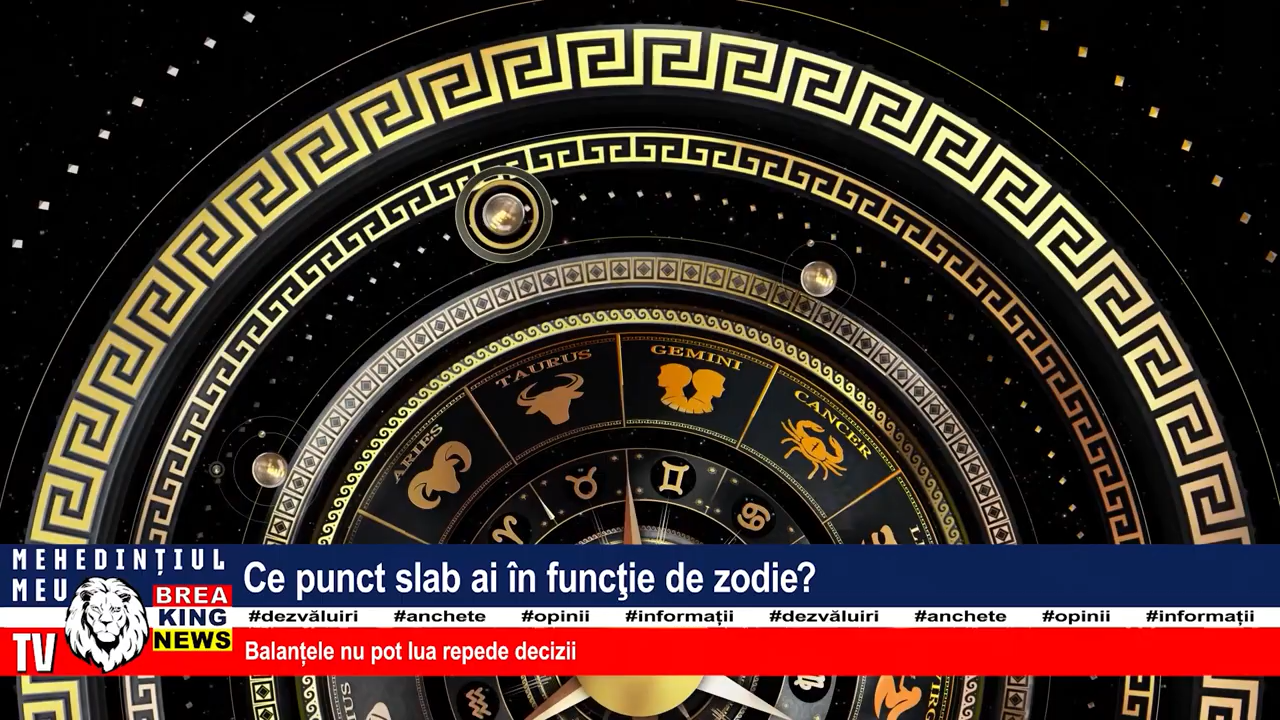 TAURUS
GEMINI
CANCER
ARIES
MEHEDINȚIUL
MEU
TV
BREA
KING
NEWS
Ce punct slab ai în funcţie de zodie?
#dezvăluiri #anchete #opinii #informații #dezvăluiri #anchete #opinii #informații
Balanțele nu pot lua repede decizii